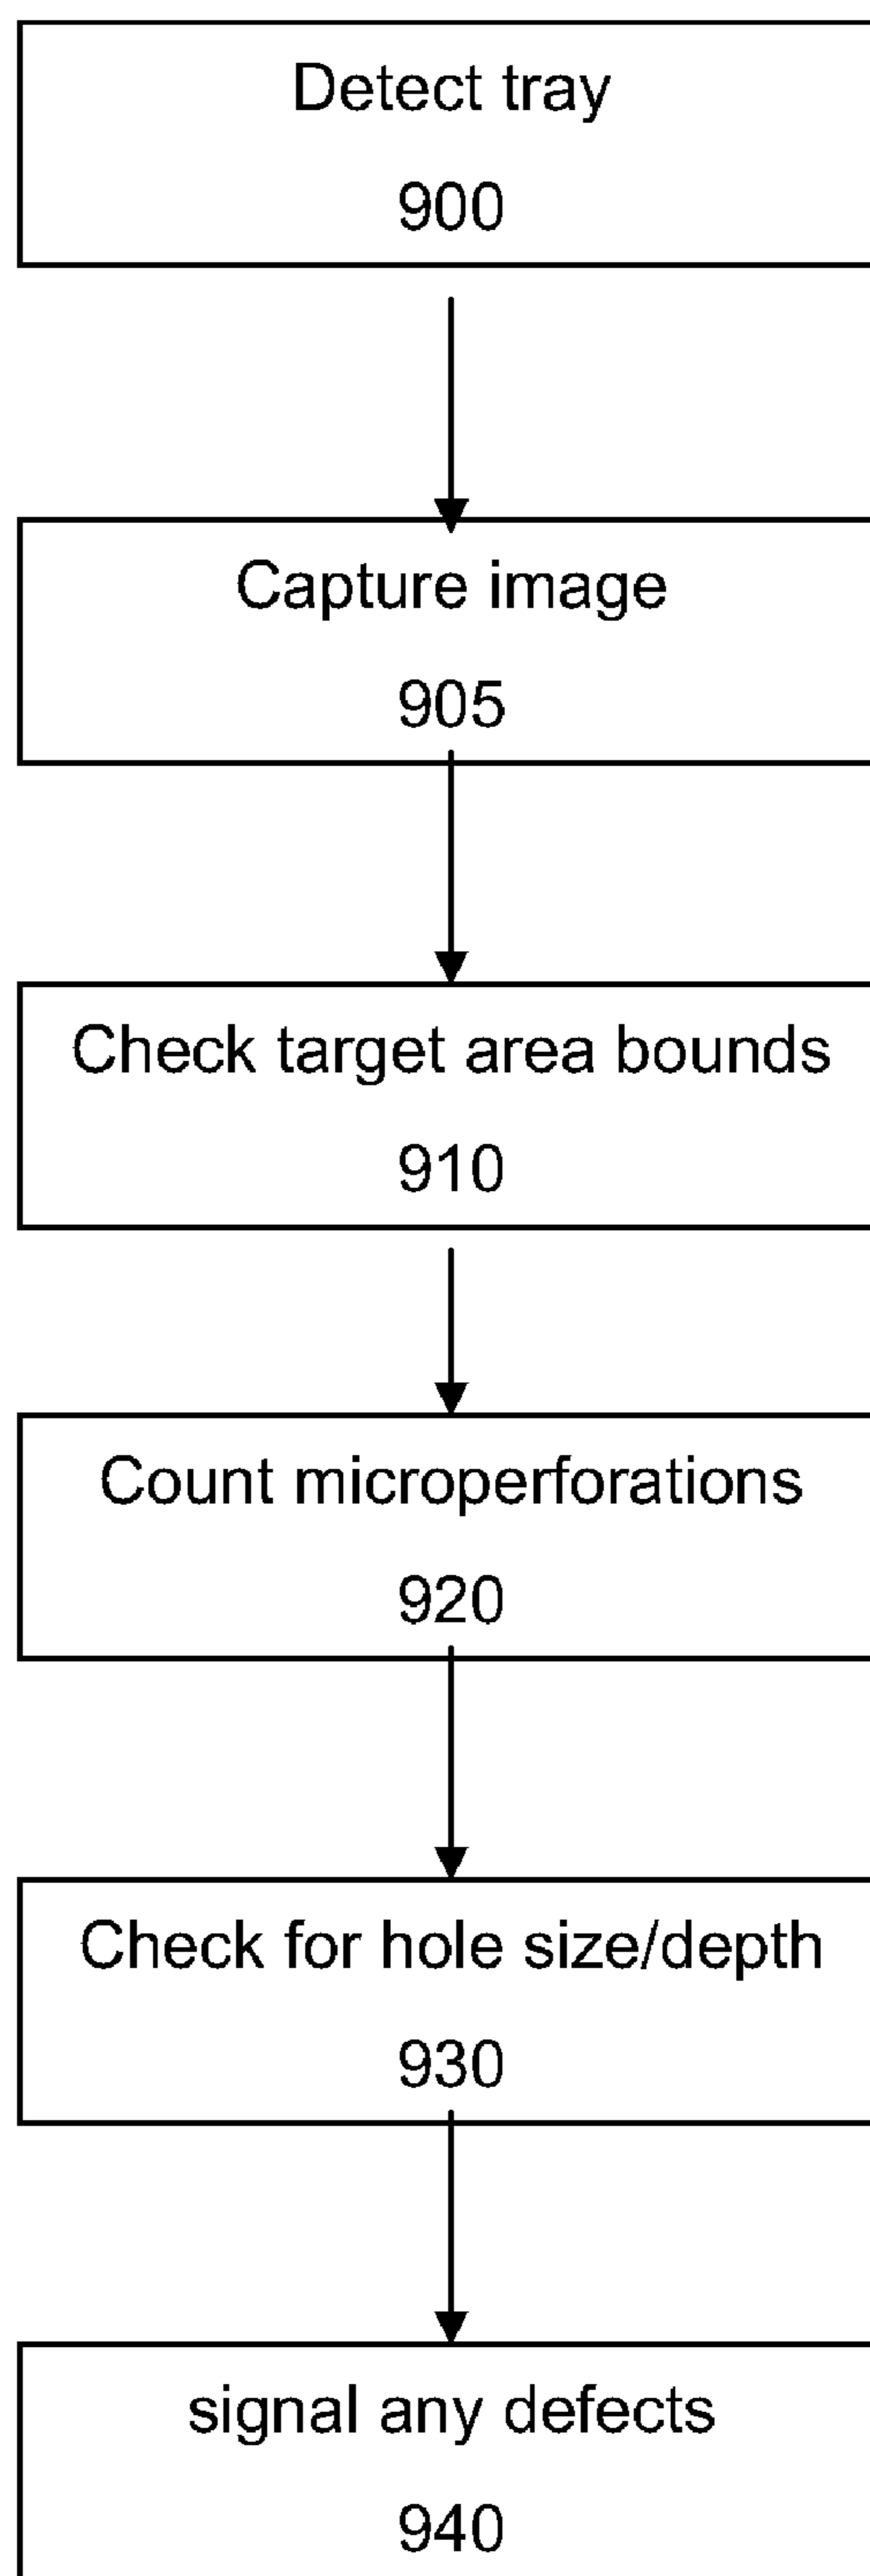 Detect tray
900
Capture image
905
Check target area bounds
910
Count microperforations
920
Check for hole size/depth
930
signal any defects
940